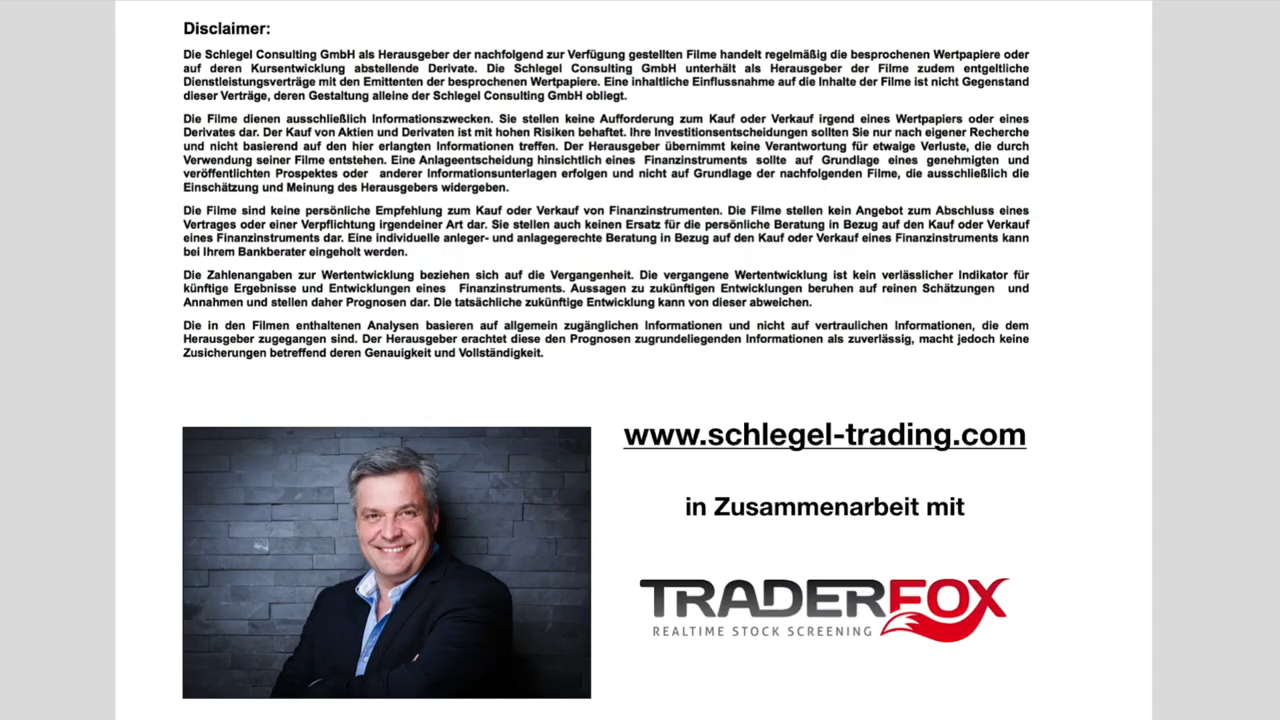 Disclaimer:
Die Schlegel Consulting GmbH als Herausgeber der nachfolgend zur Verfügung gestellten Filme handelt regelmäßig die besprochenen Wertpapiere oder
auf deren Kursentwicklung abstellende Derivate. Die Schlegel Consulting GmbH unterhält als Herausgeber der Filme zudem entgeltliche
Dienstleistungsverträge mit den Emittenten der besprochenen Wertpapiere. Eine inhaltliche Einflussnahme auf die Inhalte der Filme ist nicht Gegenstand
dieser Verträge, deren Gestaltung alleine der Schlegel Consulting GmbH obliegt.
Die Filme dienen ausschließlich Informationszwecken. Sie stellen keine Aufforderung zum Kauf oder Verkauf irgend eines Wertpapiers oder eines
Derivates dar. Der Kauf von Aktien und Derivaten ist mit hohen Risiken behaftet. Ihre Investitionsentscheidungen sollten Sie nur nach eigener Recherche
und nicht basierend auf den hier erlangten Informationen treffen. Der Herausgeber übernimmt keine Verantwortung für etwaige Verluste, die durch
Verwendung seiner Filme entstehen. Eine Anlageentscheidung hinsichtlich eines Finanzinstruments sollte auf Grundlage eines genehmigten und
veröffentlichten Prospektes oder anderer Informationsunterlagen erfolgen und nicht auf Grundlage der nachfolgenden Filme, die ausschließlich die
Einschätzung und Meinung des Herausgebers widergeben.
Die Filme sind keine persönliche Empfehlung zum Kauf oder Verkauf von Finanzinstrumenten. Die Filme stellen kein Angebot zum Abschluss eines
Vertrages oder einer Verpflichtung irgendeiner Art dar. Sie stellen auch keinen Ersatz für die persönliche Beratung in Bezug auf den Kauf oder Verkauf
eines Finanzinstruments dar. Eine individuelle anleger- und anlagegerechte Beratung in Bezug auf den Kauf oder Verkauf eines Finanzinstruments kann
bei Ihrem Bankberater eingeholt werden.
Die Zahlenangaben zur Wertentwicklung beziehen sich auf die Vergangenheit. Die vergangene Wertentwicklung ist kein verlässlicher Indikator für
künftige Ergebnisse und Entwicklungen eines Finanzinstruments. Aussagen zu zukünftigen Entwicklungen beruhen auf reinen Schätzungen und
Annahmen und stellen daher Prognosen dar. Die tatsächliche zukünftige Entwicklung kann von dieser abweichen.
Die in den Filmen enthaltenen Analysen basieren auf allgemein zugänglichen Informationen und nicht auf vertraulichen Informationen, die dem
Herausgeber zugegangen sind. Der Herausgeber erachtet diese den Prognosen zugrundeliegenden Informationen als zuverlässig, macht jedoch keine
Zusicherungen betreffend deren Genauigkeit und Vollständigkeit.
www.schlegel-trading.com
in Zusammenarbeit mit
TRADERFOX
REALTIME STOCK SCREENING